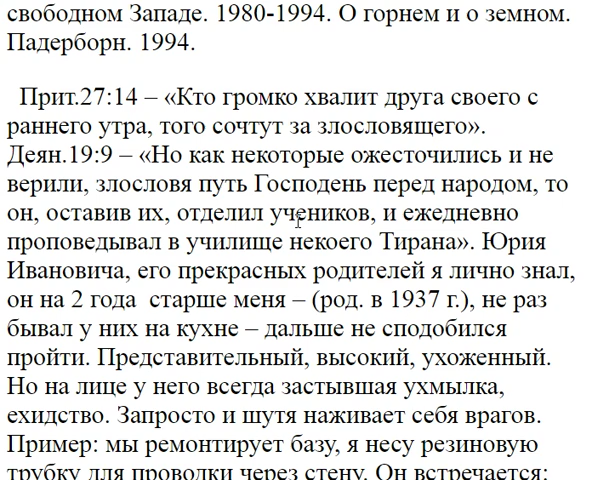 свободном Западе. 1980-1994. О горнем и о земном.
Падерборн. 1994.
Прит.27:14 – «Кто громко хвалит друга своего с
раннего утра, того сочтут за злословящего».
Деян.19:9 – «Но как некоторые ожесточились и не
верили, злословя путь Господень перед народом, то
он, оставив их, отделил учеников, и ежедневно
проповедывал в училище некоего Тирана». Юрия
Ивановича, его прекрасных родителей я лично знал,
он на 2 года  старше меня – (род. в 1937 г.), не раз
бывал у них на кухне – дальше не сподобился
пройти. Представительный, высокий, ухоженный.
Но на лице у него всегда застывшая ухмылка,
ехидство. Запросто и шутя наживает себя врагов.
Пример: мы ремонтирует базу, я несу резиновую
трубку для проводки через стену. Он встречается: